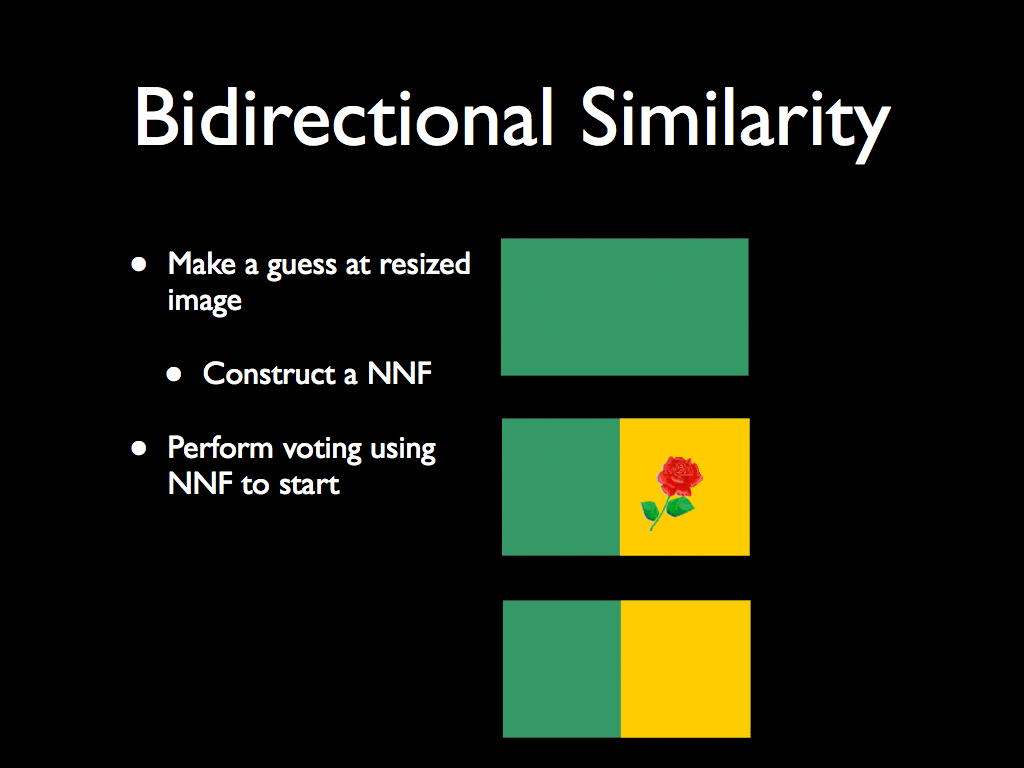 Bidirectional Similarity
• Make a guess at resized
image
• Construct a NNF
• Perform voting using
NNF to start